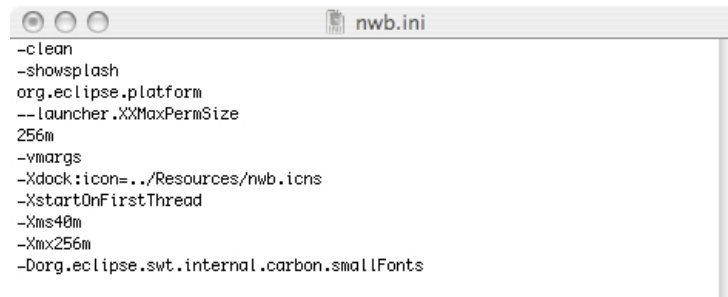 nwb.ini
-clean
-showsplash
org.eclipse.platform
--launcher.XXMaxPermSize
256m
-vmargs
-Xdock:icon=../Resources/nwb.icns
-XstartOnFirstThread
-Xms40m
-Xmx256m
-Dorg.eclipse.swt.internal.carbon.smallFonts